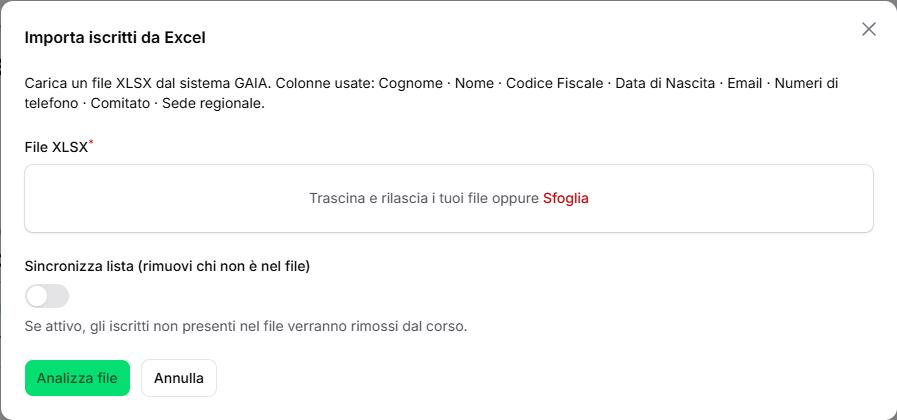 Importa iscritti da Excel
Carica un file XLSX dal sistema GAIA. Colonne usate: Cognome · Nome · Codice Fiscale · Data di Nascita · Email · Numeri di
telefono · Comitato · Sede regionale.
File XLSX*
Trascina e rilascia i tuoi file oppure Sfoglia
Sincronizza lista (rimuovi chi non è nel file)
Se attivo, gli iscritti non presenti nel file verranno rimossi dal corso.
Analizza file
Annulla